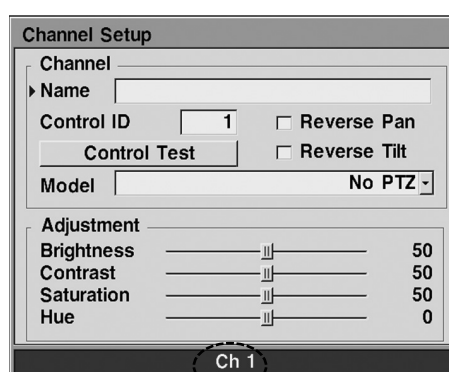 Channel Setup
Channel
Name
Control ID 1 Reverse Pan
Control Test Reverse Tilt
Model No PTZ
Adjustment
Brightness 50
Contrast 50
Saturation 50
Hue 0
Ch 1